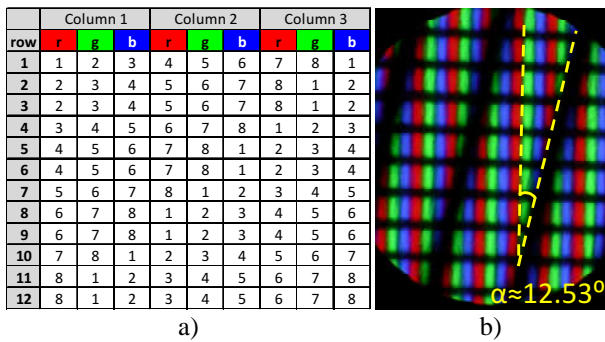 Column 1 Column 2 Column 3
row r g b r g b r g b
1 1 2 3 4 5 6 7 8 1
2 2 3 4 5 6 7 8 1 2
3 2 3 4 5 6 7 8 1 2
4 3 4 5 6 7 8 1 2 3
5 4 5 6 7 8 1 2 3 4
6 4 5 6 7 8 1 2 3 4
7 5 6 7 8 1 2 3 4 5
8 6 7 8 1 2 3 4 5 6
9 6 7 8 1 2 3 4 5 6
10 7 8 1 2 3 4 5 6 7
11 8 1 2 3 4 5 6 7 8
12 8 1 2 3 4 5 6 7 8
α≈12.53º
a) b)